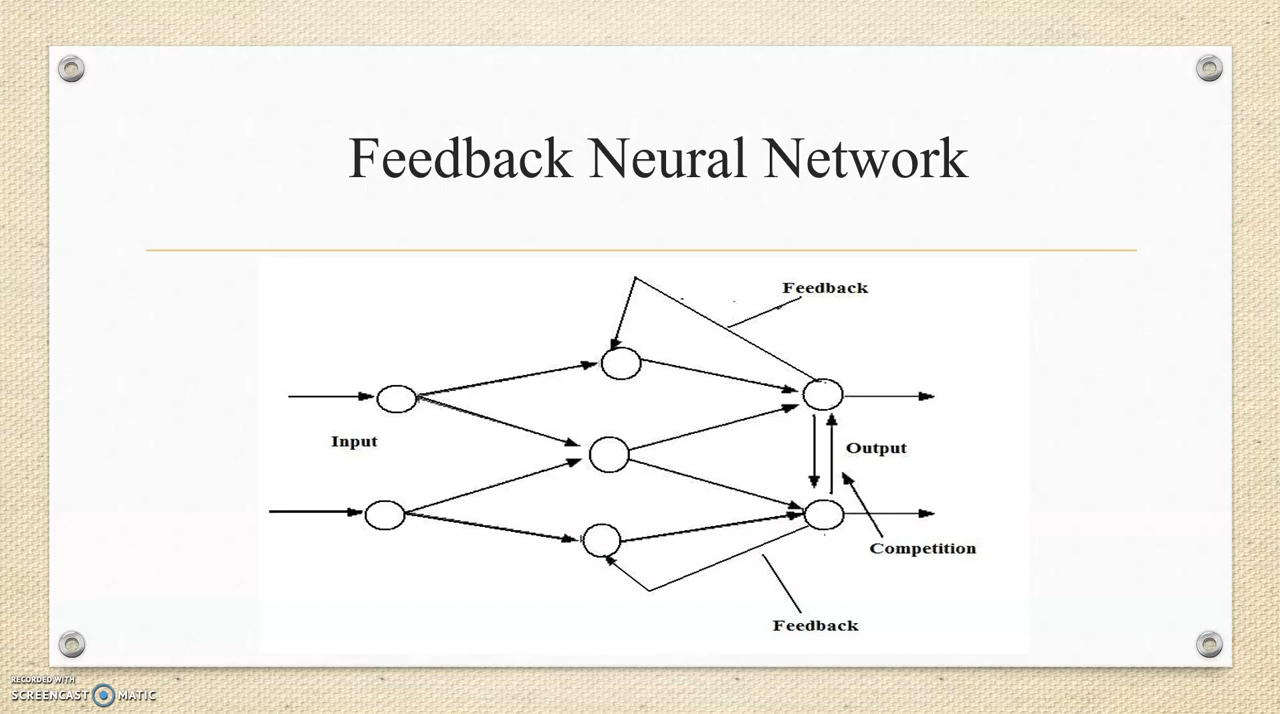 Feedback Neural Network
Feedback
Input
Output
Competition
Feedback
RECORDED WITH
SCREENCAST MATIC